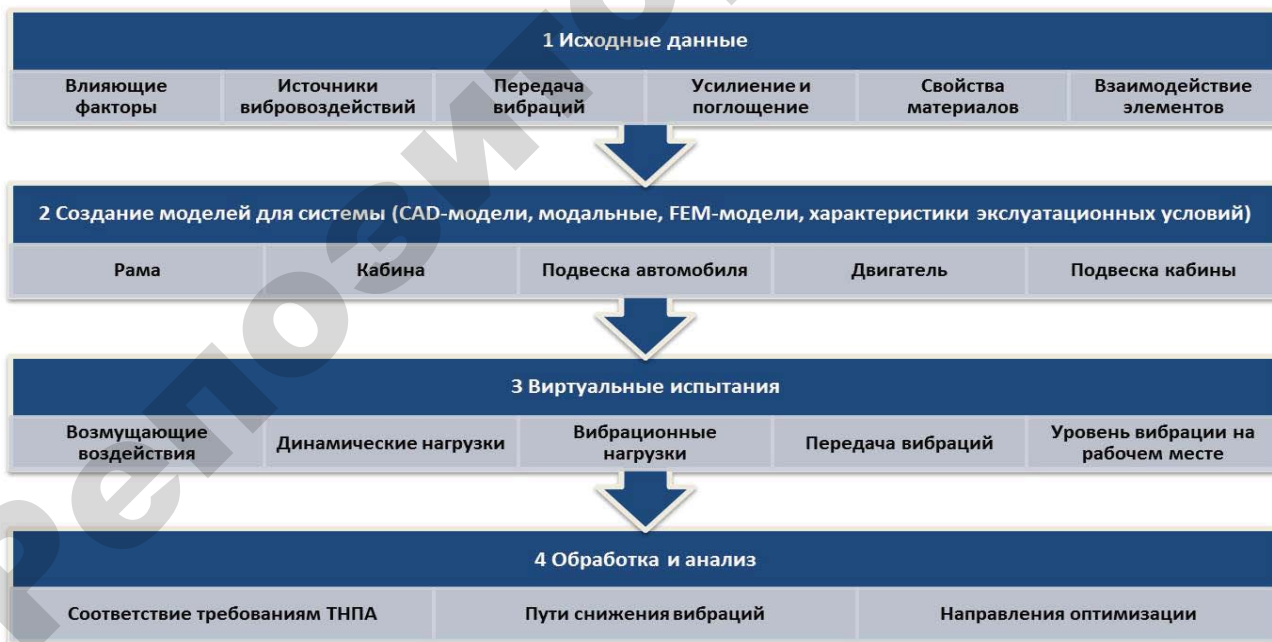 1 Исходные данные
Влияющие
факторы
Источники
вибровоздействий
Передача
вибраций
Усилиение и
поглощение
Свойства
материалов
Взаимодействие
элементов
2 Создание моделей для системы (CAD-модели, модальные, FEM-модели, характеристики экслуатационных условий)
Рама
Кабина
Подвеска автомобиля
Двигатель
Подвеска кабины
3 Виртуальные испытания
Возмущающие
воздействия
Динамические нагрузки
Вибрационные
нагрузки
Передача вибраций
Уровень вибрации на
рабочем месте
4 Обработка и анализ
Соответствие требованиям ТНПА
Пути снижения вибраций
Направления оптимизации
Репозито